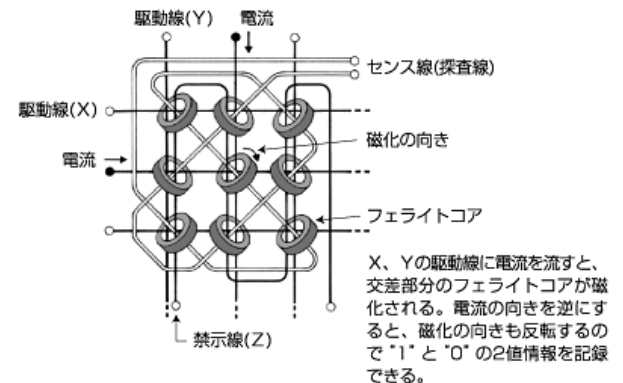 駆動線(Y)
電流
センス線(探査線)
駆動線(X)
磁化の向き
電流
フェライトコア
X、Yの駆動線に電流を流すと、
交差部分のフェライトコアが磁
化される。電流の向きを逆にす
ると、磁化の向きも反転するの
で "1" と "0" の2値情報を記録
できる。
禁示線(Z)